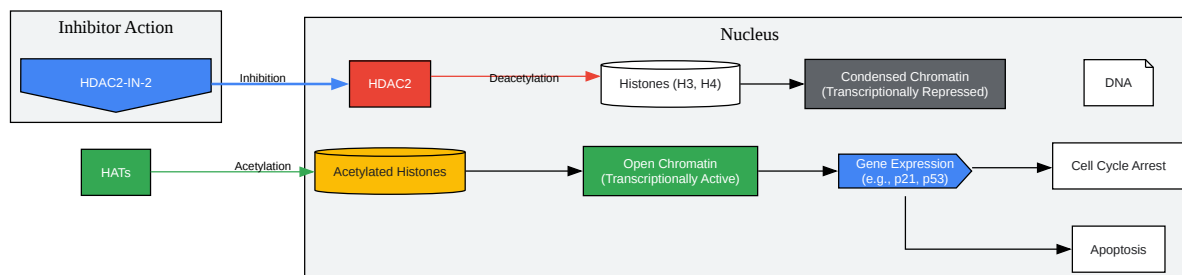 Inhibitor Action
Nucleus
HDAC2-IN-2
Inhibition
HDAC2
Deacetylation
Histones (H3, H4)
Condensed Chromatin
(Transcriptionally Repressed)
DNA
HATs
Acetylation
Acetylated Histones
Open Chromatin
(Transcriptionally Active)
Gene Expression
(e.g., p21, p53)
Cell Cycle Arrest
Apoptosis